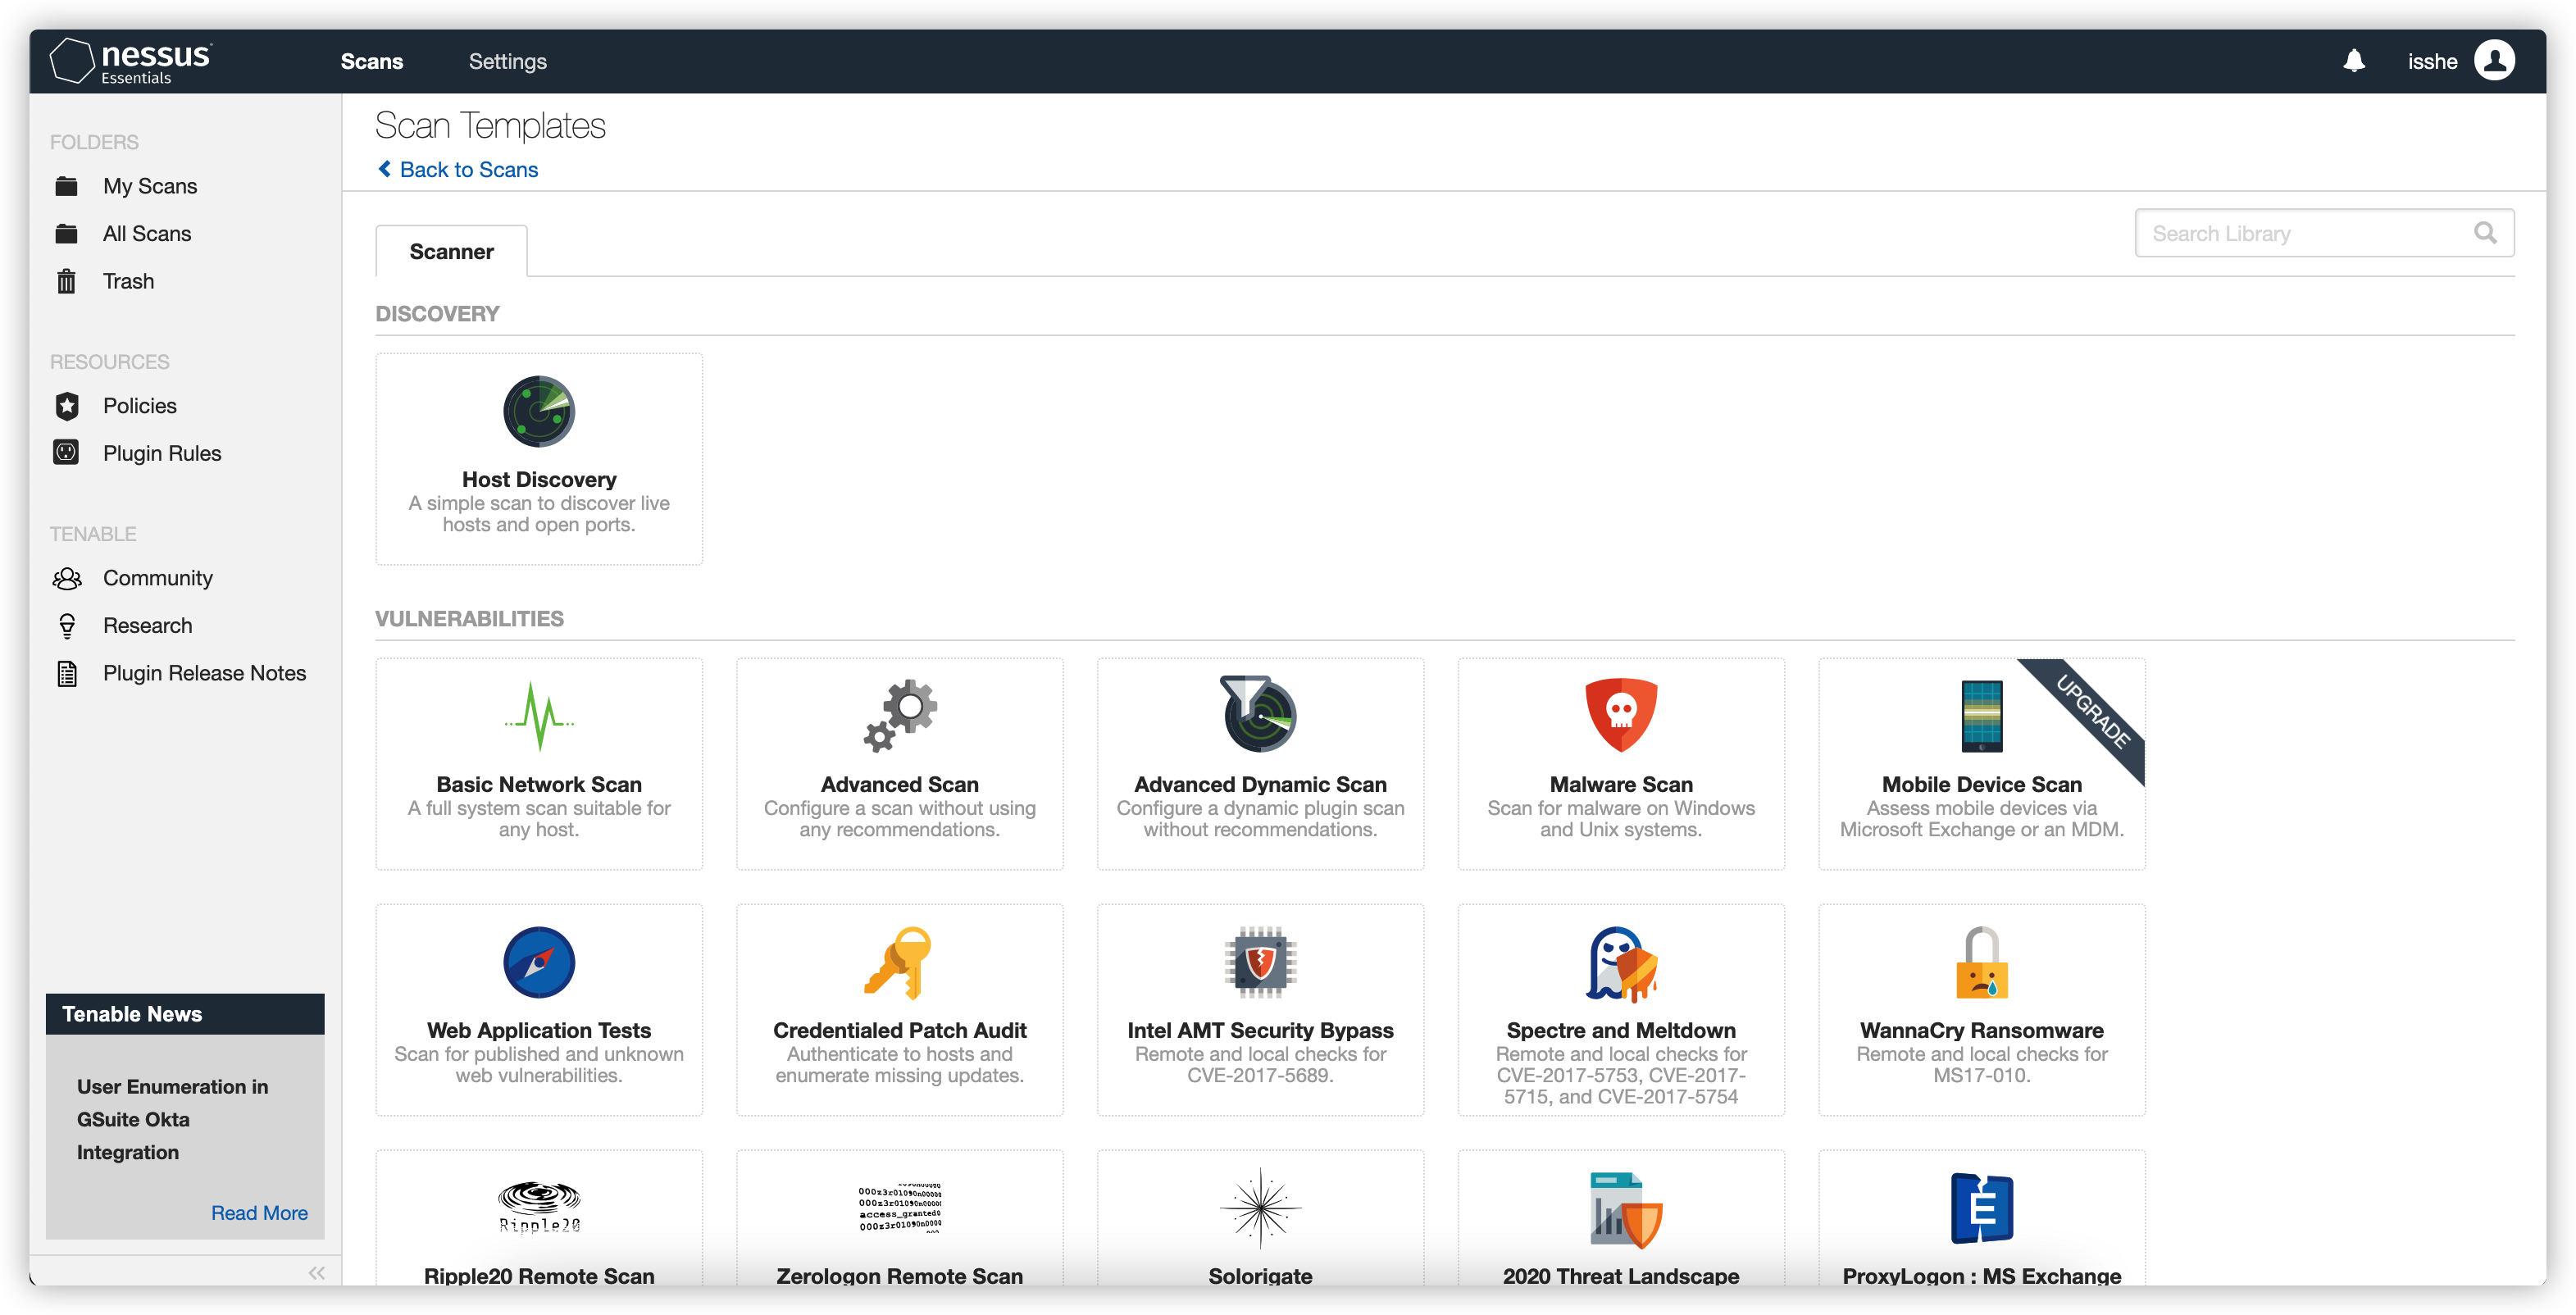 nessus
Essentials
Scans
Settings
isshe
FOLDERS
My Scans
All Scans
Trash
RESOURCES
Policies
Plugin Rules
TENABLE
Community
Research
Plugin Release Notes
Tenable News
User Enumeration in
GSuite Okta
Integration
Read More
Scan Templates
Back to Scans
Scanner
Search Library
DISCOVERY
Host Discovery
A simple scan to discover live
hosts and open ports.
VULNERABILITIES
Basic Network Scan
A full system scan suitable for
any host.
Advanced Scan
Configure a scan without using
any recommendations.
Advanced Dynamic Scan
Configure a dynamic plugin scan
without recommendations.
Malware Scan
Scan for malware on Windows
and Unix systems.
UPGRADE
Mobile Device Scan
Assess mobile devices via
Microsoft Exchange or an MDM.
Web Application Tests
Scan for published and unknown
web vulnerabilities.
Credentialed Patch Audit
Authenticate to hosts and
enumerate missing updates.
Intel AMT Security Bypass
Remote and local checks for
CVE-2017-5689.
Spectre and Meltdown
Remote and local checks for
CVE-2017-5753, CVE-2017-
5715, and CVE-2017-5754
WannaCry Ransomware
Remote and local checks for
MS17-010.
Ripple20
Ripple20 Remote Scan
000z3r01090n00000
000z3r01090n00000
access_granted0
000z3r01090n0000
Zerologon Remote Scan
Solorigate
2020 Threat Landscape
E
ProxyLogon : MS Exchange